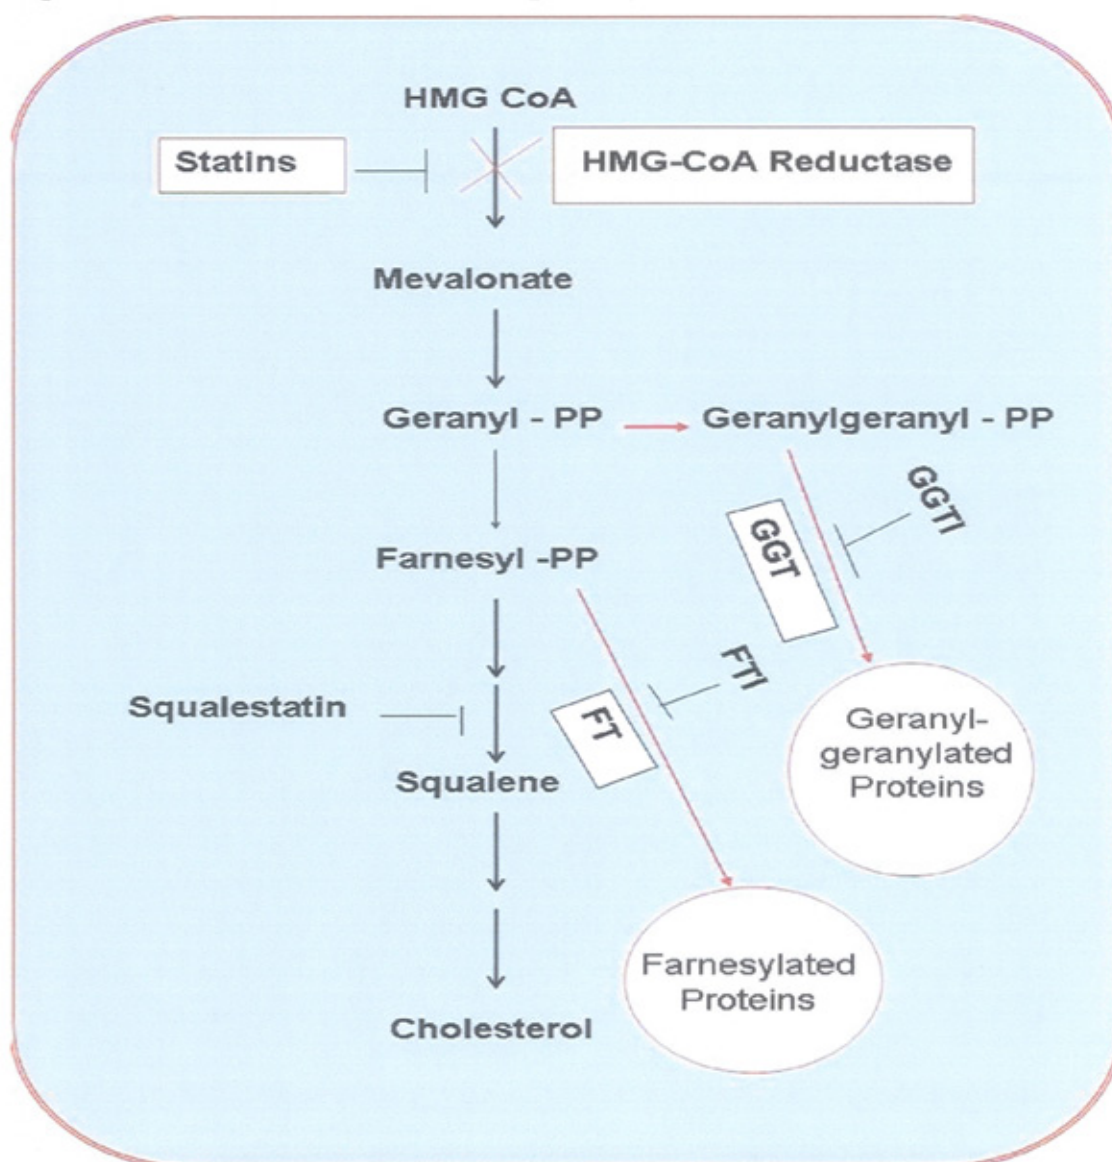 HMG CoA
Statins
HMG-CoA Reductase
Mevalonate
Geranyl - PP
Geranylgeranyl - PP
GGTI
GGT
Farnesyl -PP
FTI
FT
Squalestatin
Squalene
Geranyl-
geranylated
Proteins
Farnesylated
Proteins
Cholesterol